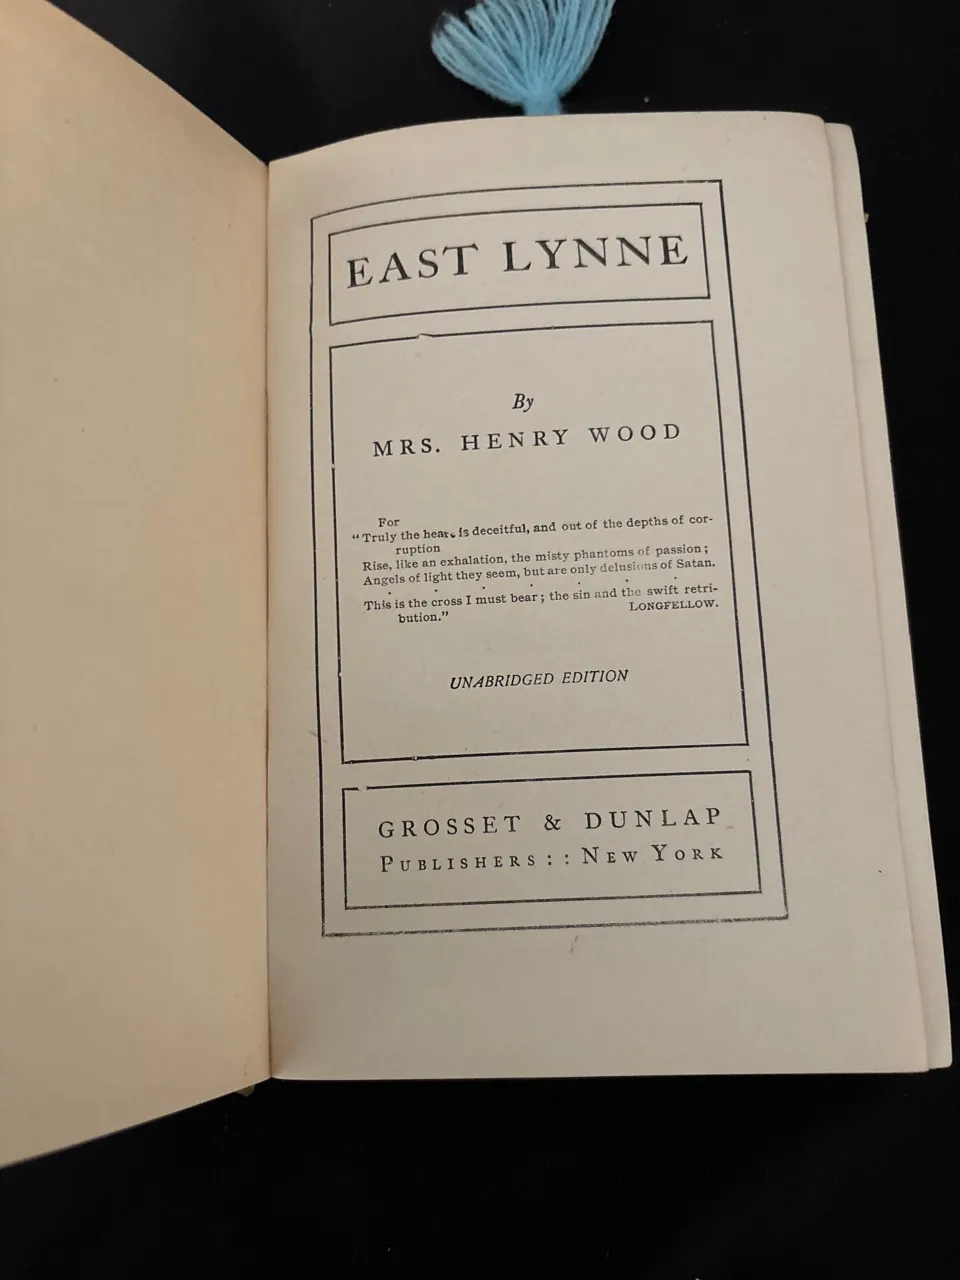 EAST LYNNE
By
MRS. HENRY WOOD
For
“Truly the heart is deceitful, and out of the depths of cor-
ruption
Rise, like an exhalation, the misty phantoms of passion;
Angels of light they seem, but are only delusions of Satan.
. . . . . .
This is the cross I must bear; the sin and the swift retri-
bution.”
LONGFELLOW.
UNABRIDGED EDITION
GROSSET & DUNLAP
PUBLISHERS :: NEW YORK